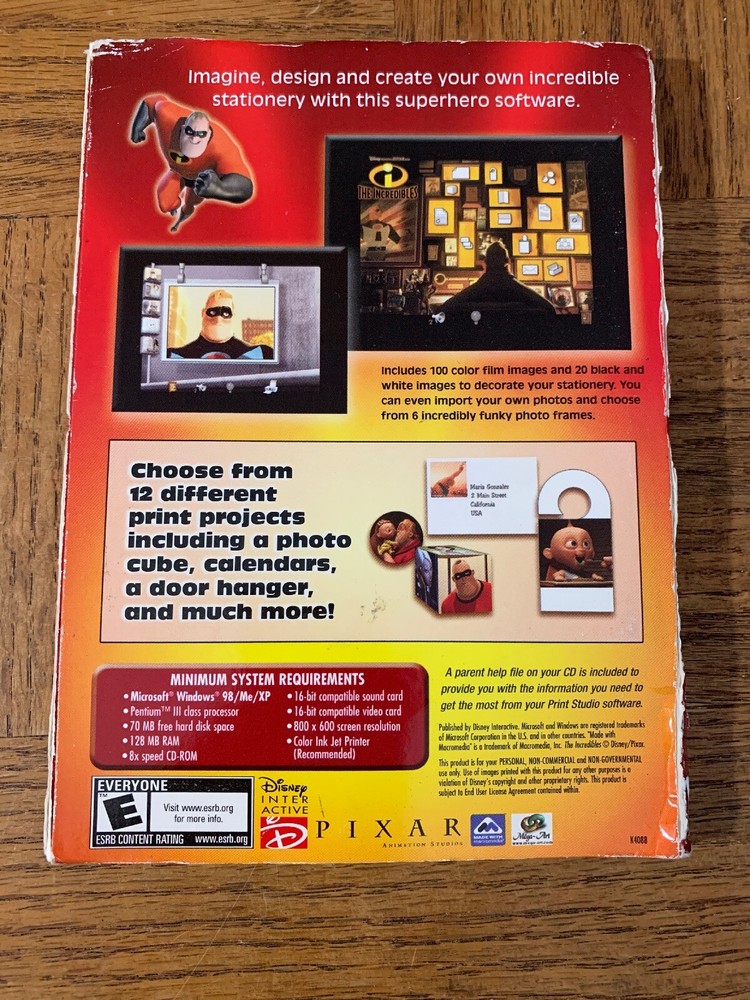 Imagine, design and create your own incredible
stationery with this superhero software.
THE INCREDIBLES
Includes 100 color film images and 20 black and
white images to decorate your stationery. You
can even import your own photos and choose
from 6 incredibly funky photo frames.
Choose from
12 different
print projects
including a photo
cube, calendars,
a door hanger,
and much more!
Maria Gonzales
2 Main Street
California
USA
MINIMUM SYSTEM REQUIREMENTS
• Microsoft® Windows® 98/Me/XP
• Pentium™ III class processor
• 70 MB free hard disk space
• 128 MB RAM
• 8x speed CD-ROM
• 16-bit compatible sound card
• 16-bit compatible video card
• 800 x 600 screen resolution
• Color Ink Jet Printer
(Recommended)
A parent help file on your CD is included to
provide you with the information you need to
get the most from your Print Studio software.
Published by Disney Interactive. Microsoft and Windows are registered trademarks
of Microsoft Corporation in the U.S. and in other countries. "Made with
Macromedia" is a trademark of Macromedia, Inc. The Incredibles © Disney/Pixar.
This product is for your PERSONAL, NON-COMMERCIAL and NON-GOVERNMENTAL
use only. Use of images printed with this product for any other purposes is a
violation of Disney's copyright and other proprietary rights. This product is
subject to End User License Agreement contained within.
EVERYONE
E
TM
Visit www.esrb.org
for more info.
ESRB CONTENT RATING www.esrb.org
Disney
INTER
ACTIVE
D
PIXAR
ANIMATION STUDIOS
MADE WITH
macromedia
Méga-Art
www.mega-art.com
K4088